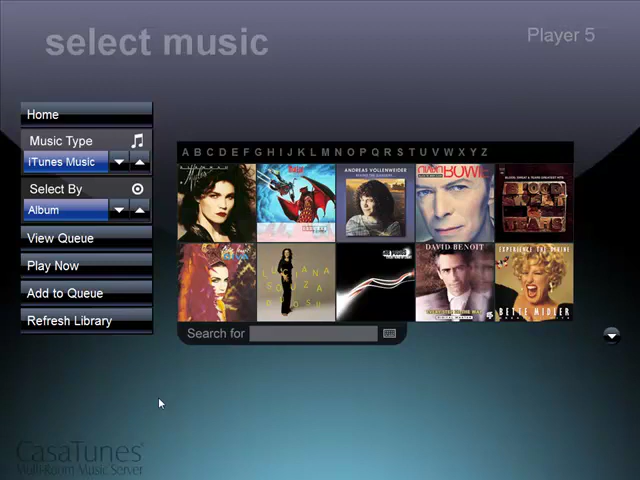 select music
Player 5
Home
Music Type
iTunes Music
Select By
Album
View Queue
Play Now
Add to Queue
Refresh Library
A B C D E F G H I J K L M N O P Q R S T U V W X Y Z
ANDREAS VOLLENWEIDER
BOWIE
LUCIANA
SOUZA
DAVID BENOIT
EXPERIENCE THE DIVINE
BETTE MIDLER
Search for
CasaTunes
Multi-Room Music Server